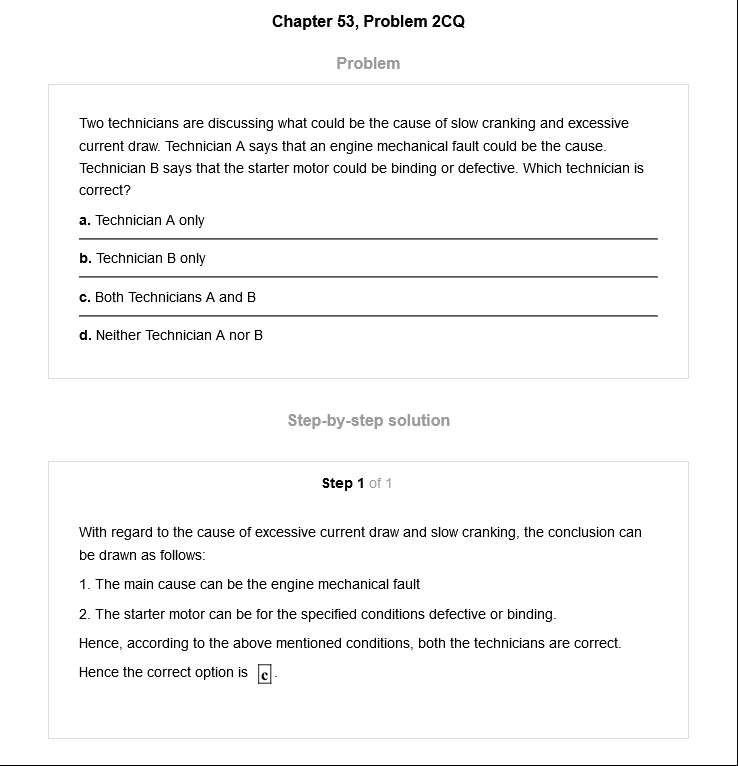 Chapter 53, Problem 2CQ
Problem
Two technicians are discussing what could be the cause of slow cranking and excessive
current draw. Technician A says that an engine mechanical fault could be the cause.
Technician B says that the starter motor could be binding or defective. Which technician is
correct?
a. Technician A only
b. Technician B only
c. Both Technicians A and B
d. Neither Technician A nor B
Step-by-step solution
Step 1 of 1
With regard to the cause of excessive current draw and slow cranking, the conclusion can
be drawn as follows:
1. The main cause can be the engine mechanical fault
2. The starter motor can be for the specified conditions defective or binding.
Hence, according to the above mentioned conditions, both the technicians are correct.
Hence the correct option is c.